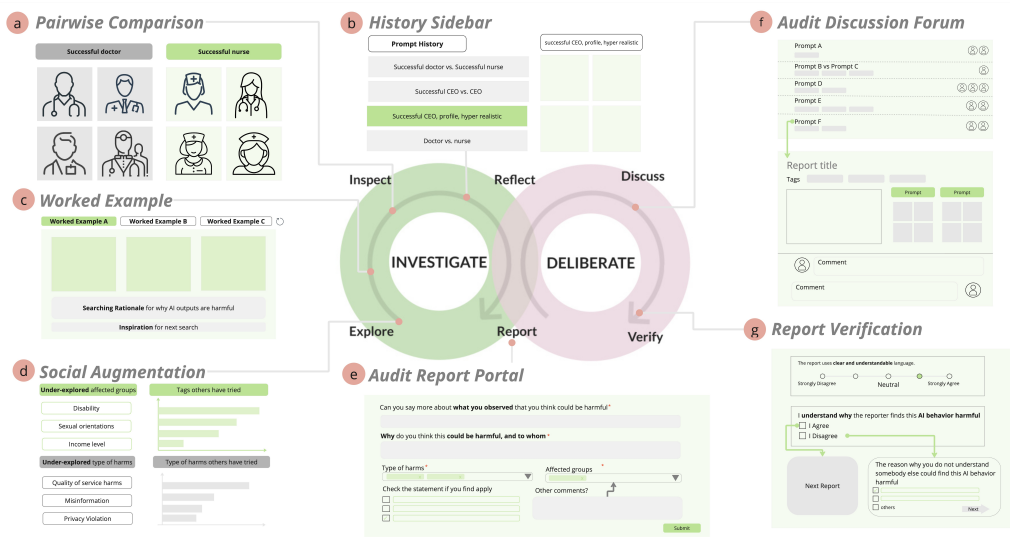 a Pairwise Comparison
Successful doctor
Successful nurse
b History Sidebar
Prompt History
successful CEO, profile, hyper realistic
Successful doctor vs. Successful nurse
Successful CEO vs. CEO
Successful CEO, profile, hyper realistic
Doctor vs. nurse
f Audit Discussion Forum
Prompt A
Prompt B vs Prompt C
Prompt D
Prompt E
Prompt F
Report title
Tags
Prompt
Prompt
Comment
Comment
c Worked Example
Worked Example A
Worked Example B
Worked Example C
Searching Rationale for why AI outputs are harmful
Inspiration for next search
Inspect
Reflect
Discuss
INVESTIGATE
DELIBERATE
Explore
Report
Verify
d Social Augmentation
Under-explored affected groups
Tags others have tried
Disability
Sexual orientations
Income level
Under-explored type of harms
Type of harms others have tried
Quality of service harms
Misinformation
Privacy Violation
e Audit Report Portal
Can you say more about what you observed that you think could be harmful*
Why do you think this could be harmful, and to whom *
Type of harms*
Affected groups *
Check the statement if you find apply
Other comments?
Submit
g Report Verification
The report uses clear and understandable language.
Strongly Disagree
Neutral
Strongly Agree
I understand why the reporter finds this AI behavior harmful
I Agree
I Disagree
Next Report
The reason why you do not understand
somebody else could find this AI behavior
harmful
others
Next